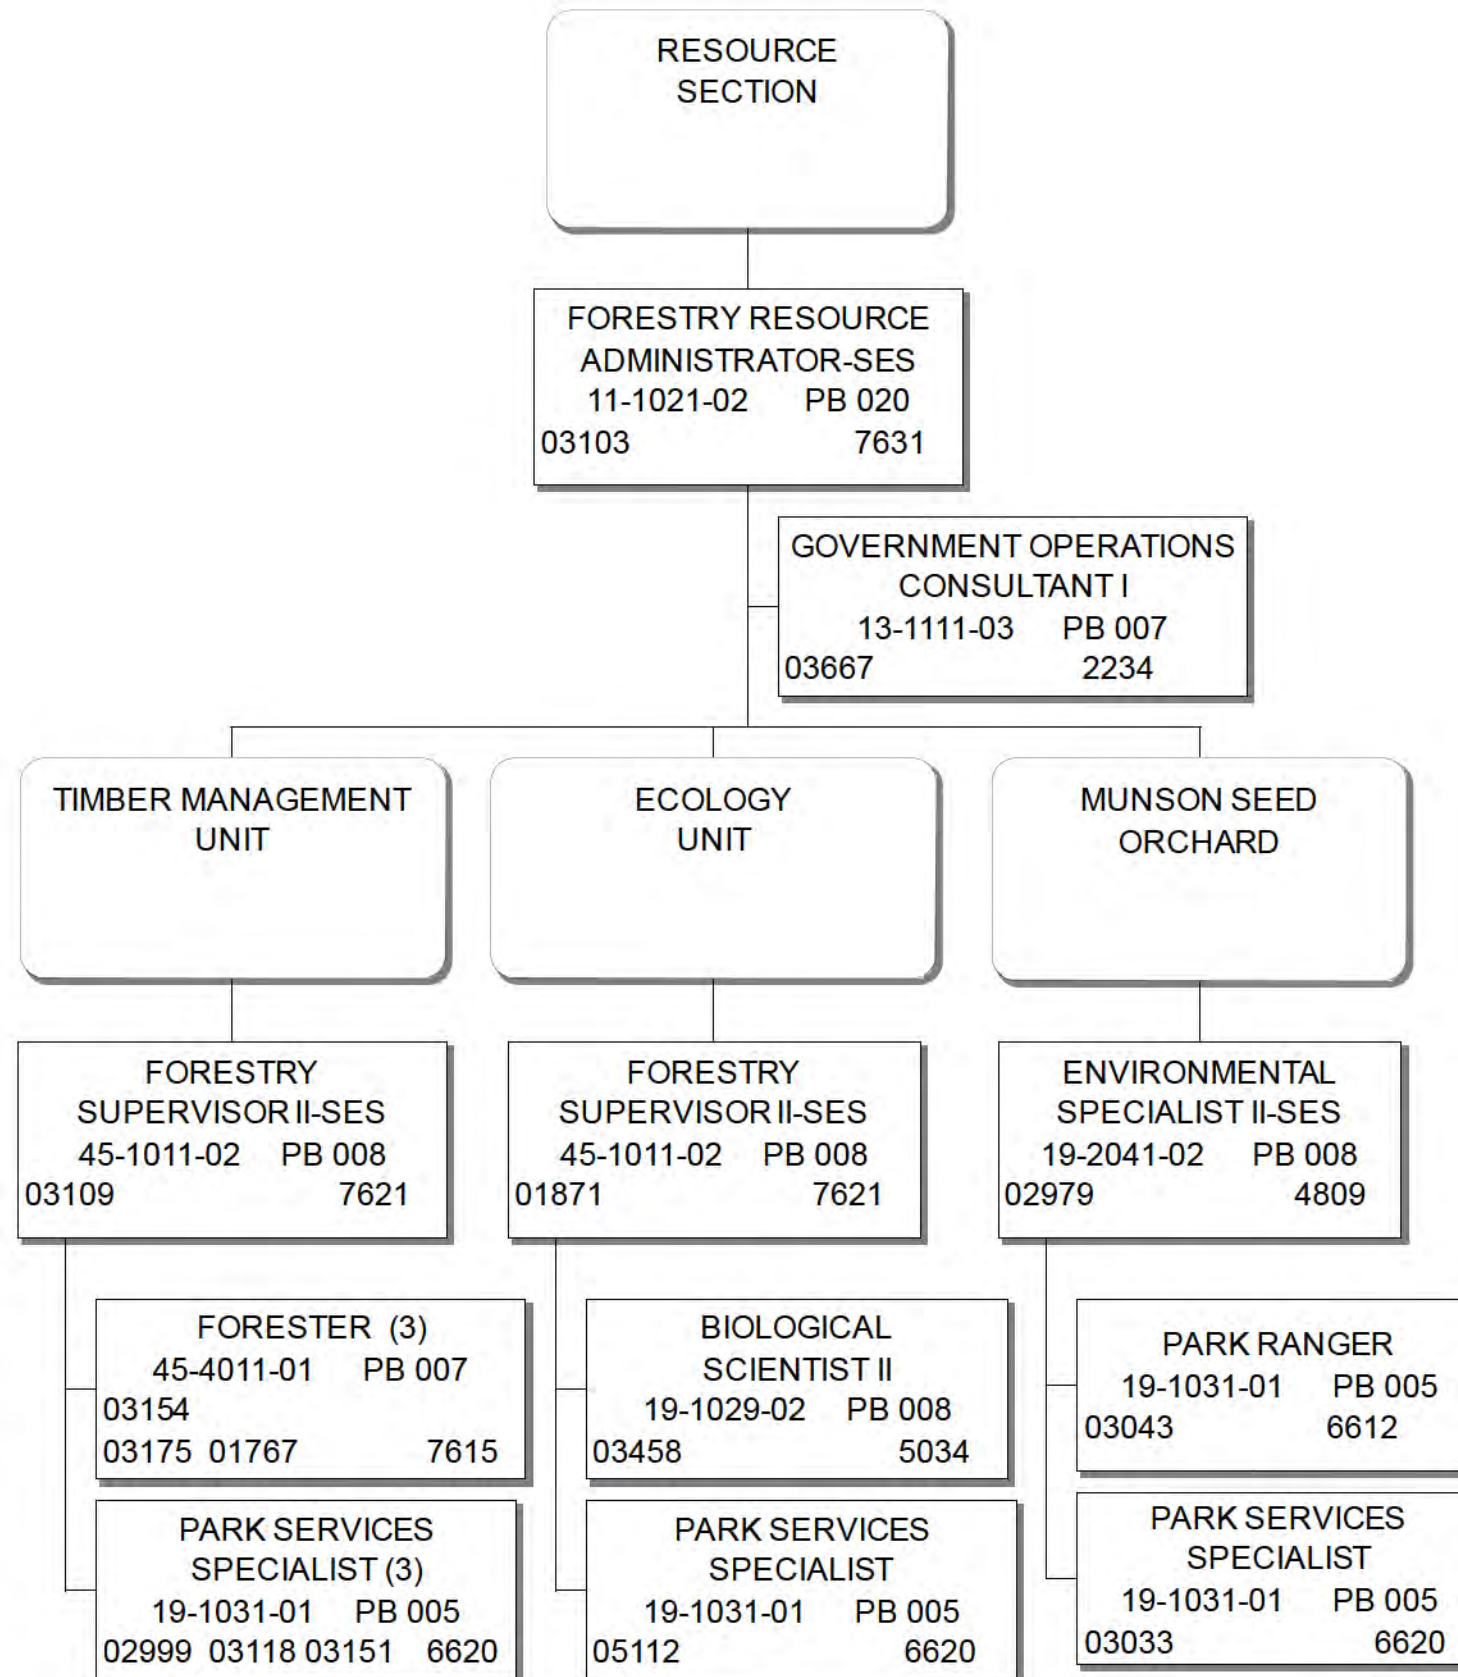 RESOURCE
SECTION
FORESTRY RESOURCE
ADMINISTRATOR-SES
11-1021-02 PB 020
03103 7631
GOVERNMENT OPERATIONS
CONSULTANT I
13-1111-03 PB 007
03667 2234
TIMBER MANAGEMENT
UNIT
ECOLOGY
UNIT
MUNSON SEED
ORCHARD
FORESTRY
SUPERVISOR II-SES
45-1011-02 PB 008
03109 7621
FORESTRY
SUPERVISOR II-SES
45-1011-02 PB 008
01871 7621
ENVIRONMENTAL
SPECIALIST II-SES
19-2041-02 PB 008
02979 4809
FORESTER (3)
45-4011-01 PB 007
03154
03175 01767 7615
BIOLOGICAL
SCIENTIST II
19-1029-02 PB 008
03458 5034
PARK RANGER
19-1031-01 PB 005
03043 6612
PARK SERVICES
SPECIALIST (3)
19-1031-01 PB 005
02999 03118 03151 6620
PARK SERVICES
SPECIALIST
19-1031-01 PB 005
05112 6620
PARK SERVICES
SPECIALIST
19-1031-01 PB 005
03033 6620